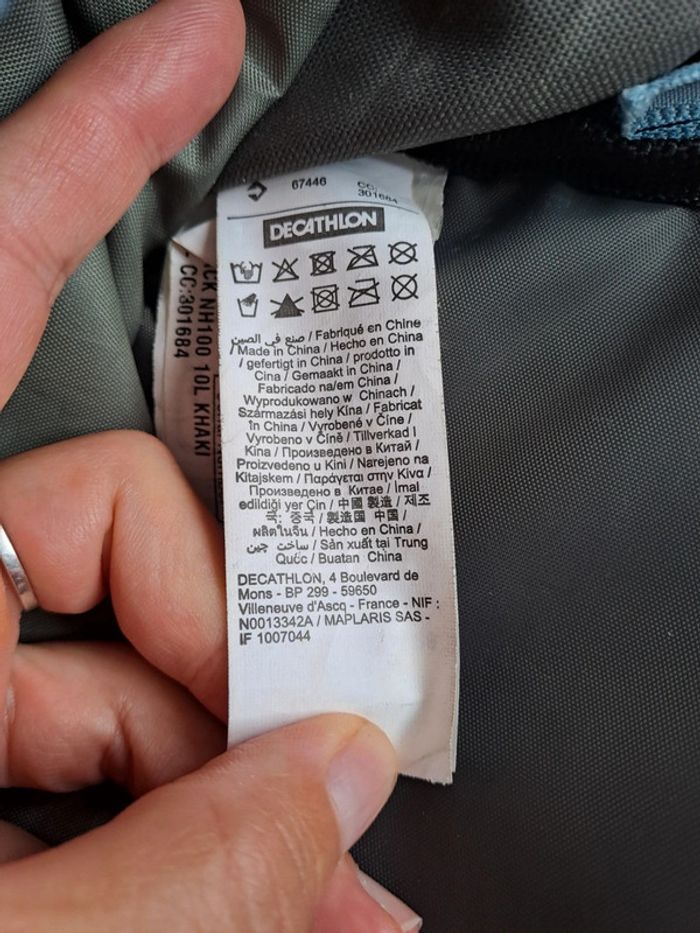 67446
CC:
301684
DECATHLON
صنع في الصين / Fabriqué en Chine
/ Made in China / Hecho en China
/ gefertigt in China / prodotto in
Cina / Gemaakt in China /
Fabricado na/em China /
Wyprodukowano w Chinach /
Származási hely Kína / Fabricat
în China / Vyrobené v Číne /
Vyrobeno v Číně / Tillverkad I
Kina / Произведено в Китай /
Proizvedeno u Kini / Narejeno na
Kitajskem / Παράγεται στην Κίνα /
Произведено в Китае / İmal
edildiği yer Çin / 中國 製造 / 제조
국: 중국 / 製造国 中国 /
ผลิตในจีน / Hecho en China /
ساخت چین / Sản xuất tại Trung
Quốc / Buatan China
DECATHLON, 4 Boulevard de
Mons - BP 299 - 59650
Villeneuve d'Ascq - France - NIF :
N0013342A / MAPLARIS SAS -
IF 1007044
NH100 10L KHAKI
- CC:301684